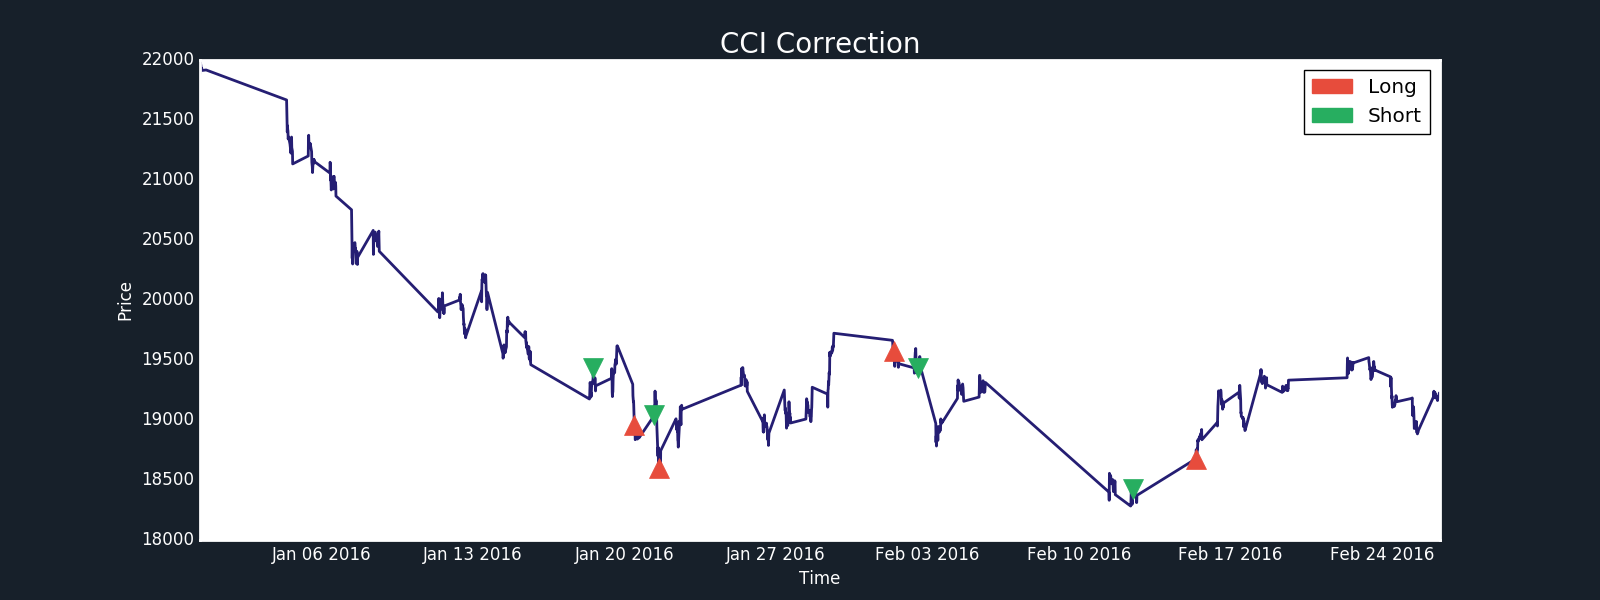 CCI Correction
22000
21500
21000
20500
20000
19500
19000
18500
18000
Price
Long
Short
Jan 06 2016 Jan 13 2016 Jan 20 2016 Jan 27 2016 Feb 03 2016 Feb 10 2016 Feb 17 2016 Feb 24 2016
Time